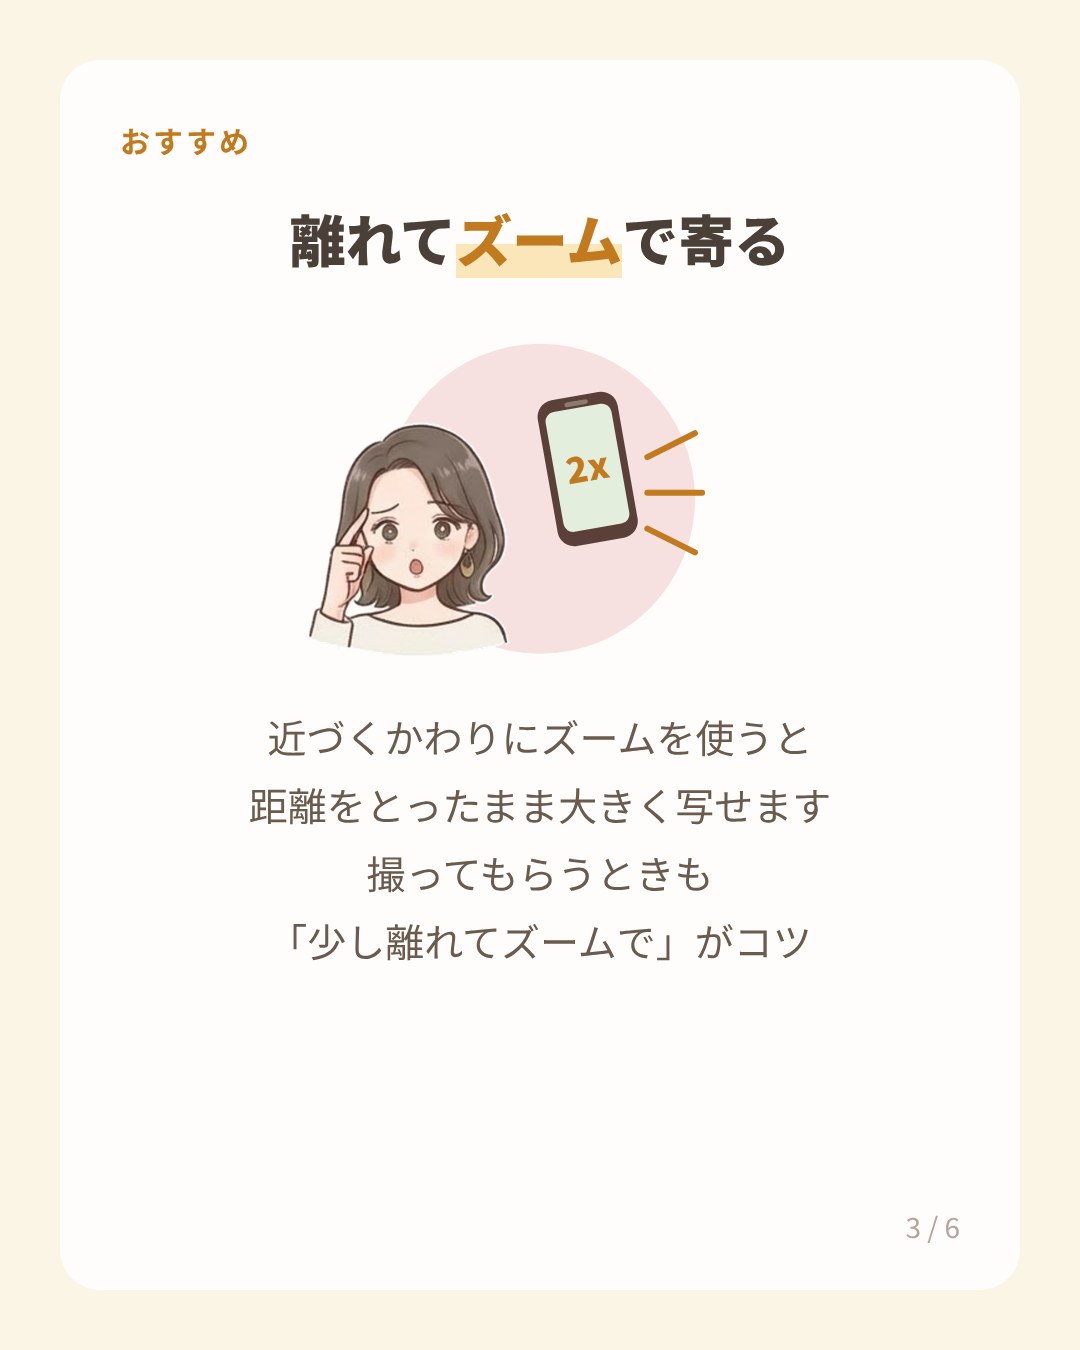 おすすめ
離れてズームで寄る
2x
近づくかわりにズームを使うと
距離をとったまま大きく写せます
撮ってもらうときも
「少し離れてズームで」がコツ
3 / 6